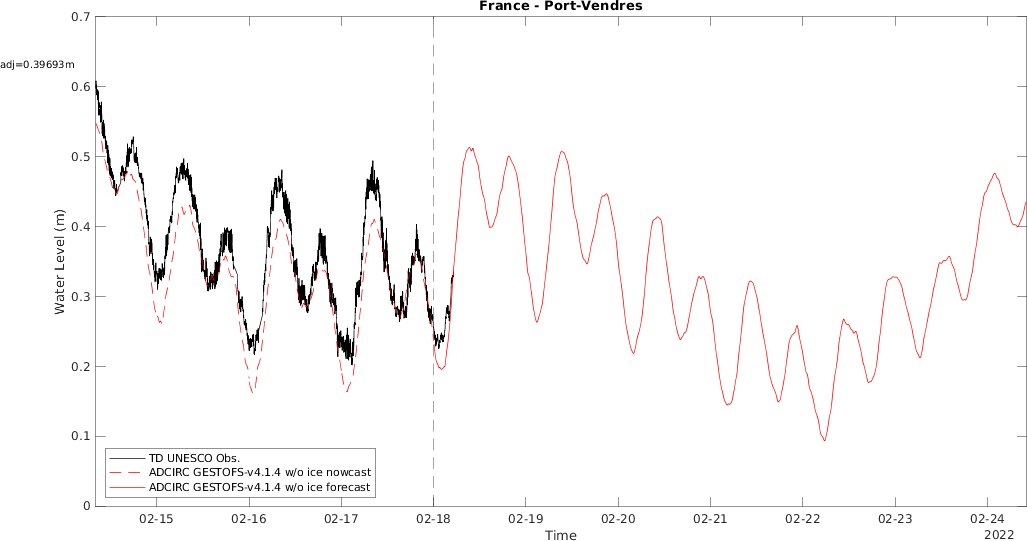 France - Port-Vendres
adj=0.39693m
0.7
0.6
0.5
0.4
0.3
0.2
0.1
0
Water Level (m)
TD UNESCO Obs.
ADCIRC GESTOFS-v4.1.4 w/o ice nowcast
ADCIRC GESTOFS-v4.1.4 w/o ice forecast
02-15 02-16 02-17 02-18 02-19 02-20 02-21 02-22 02-23 02-24
Time
2022